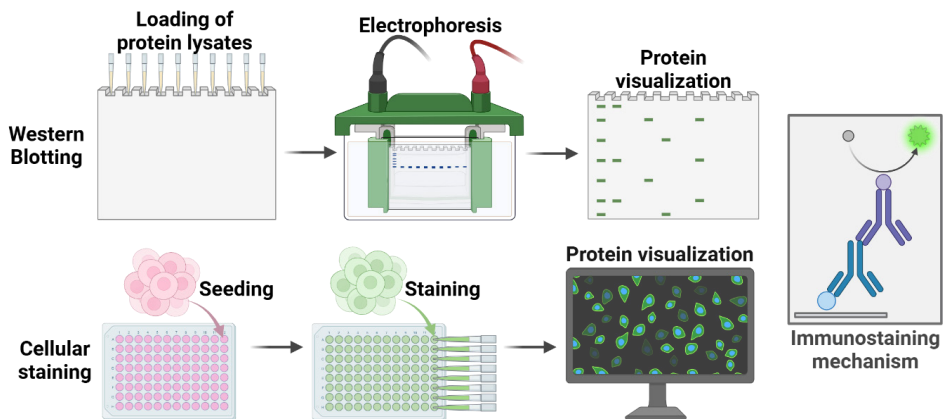 Loading of
protein lysates
Electrophoresis
Protein
visualization
Western
Blotting
Seeding
Staining
Protein visualization
Cellular
staining
Immunostaining
mechanism